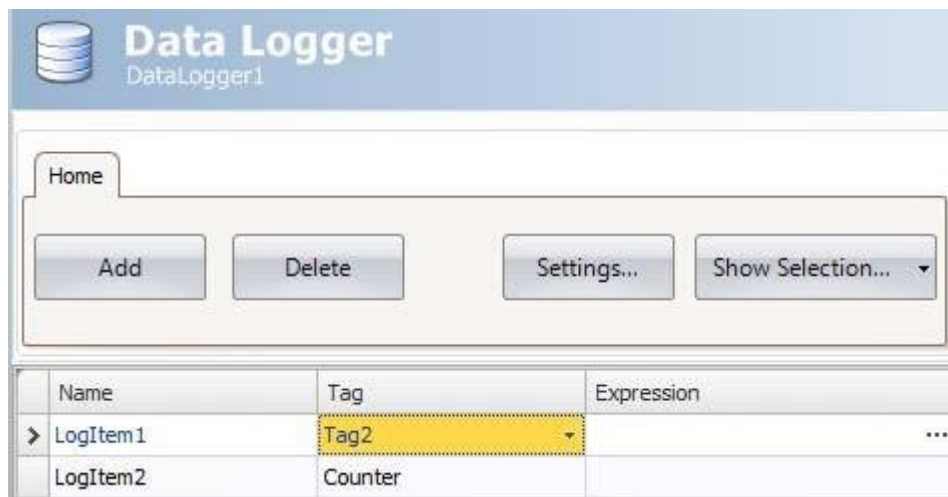 Data Logger
DataLogger1
Home
Add Delete Settings... Show Selection...
Name Tag Expression
LogItem1 Tag2 ...
LogItem2 Counter